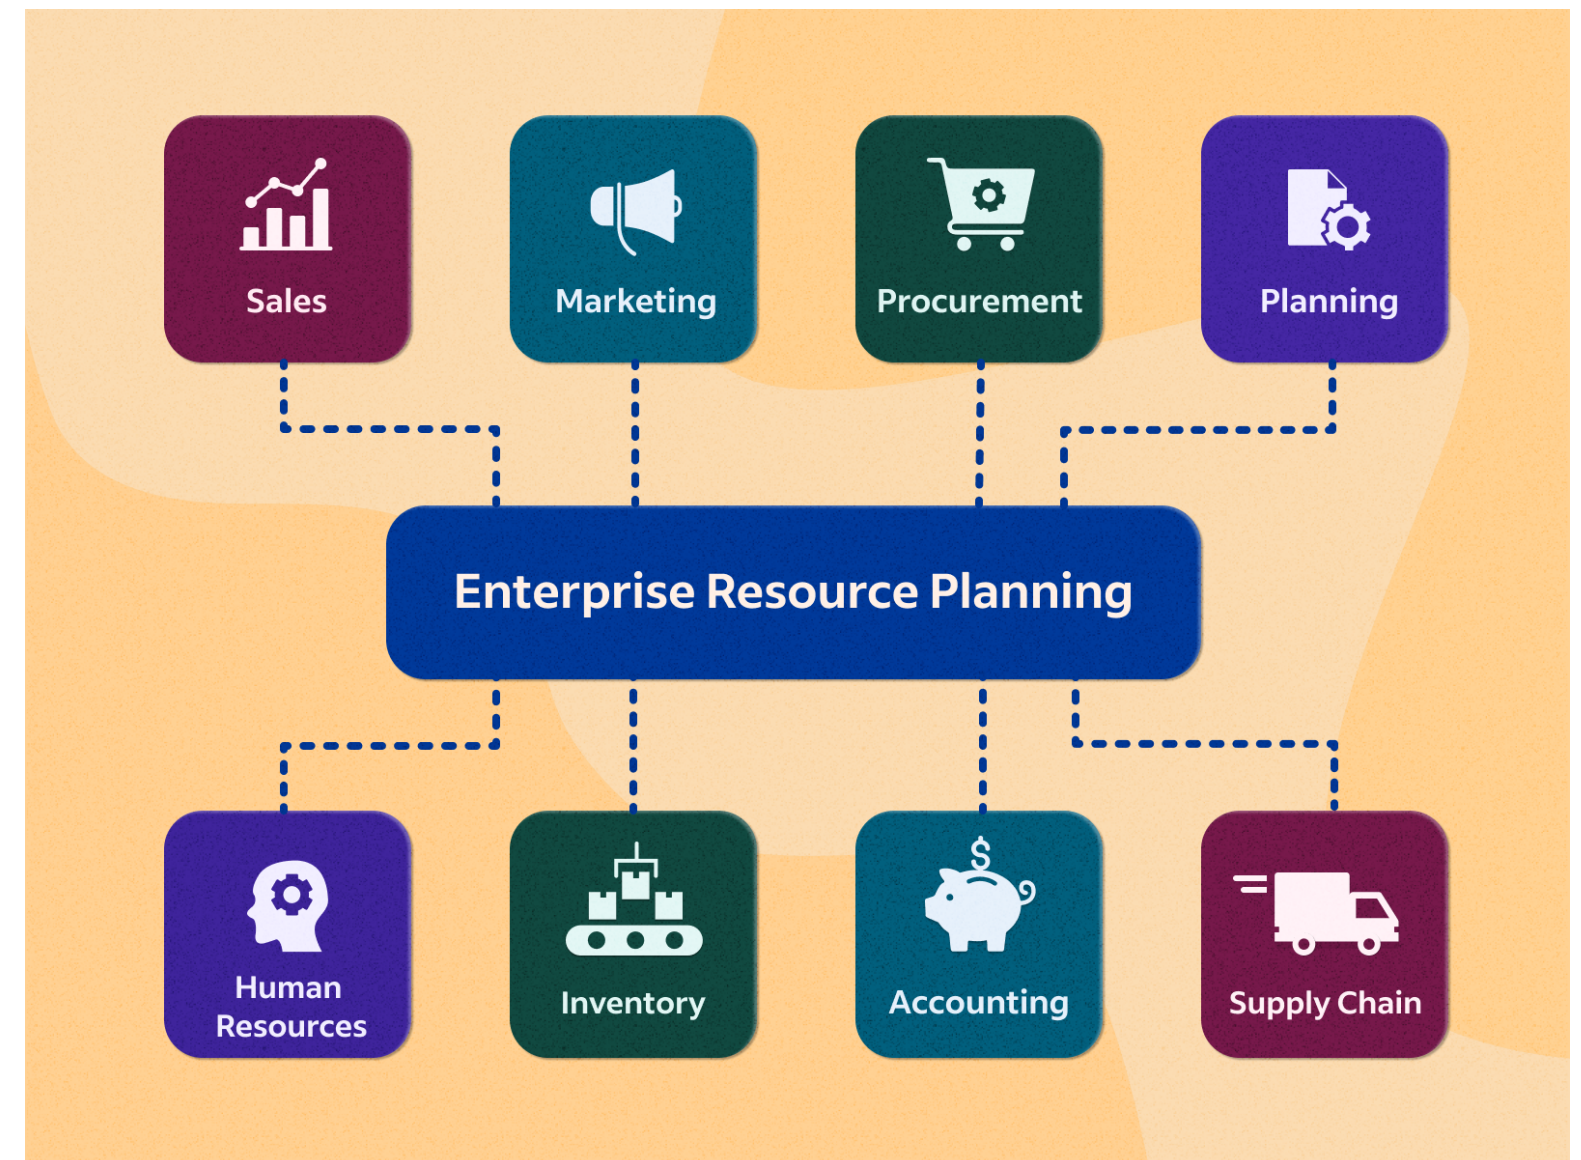 Sales
Marketing
Procurement
Planning
Enterprise Resource Planning
Human
Resources
Inventory
$
Accounting
Supply Chain